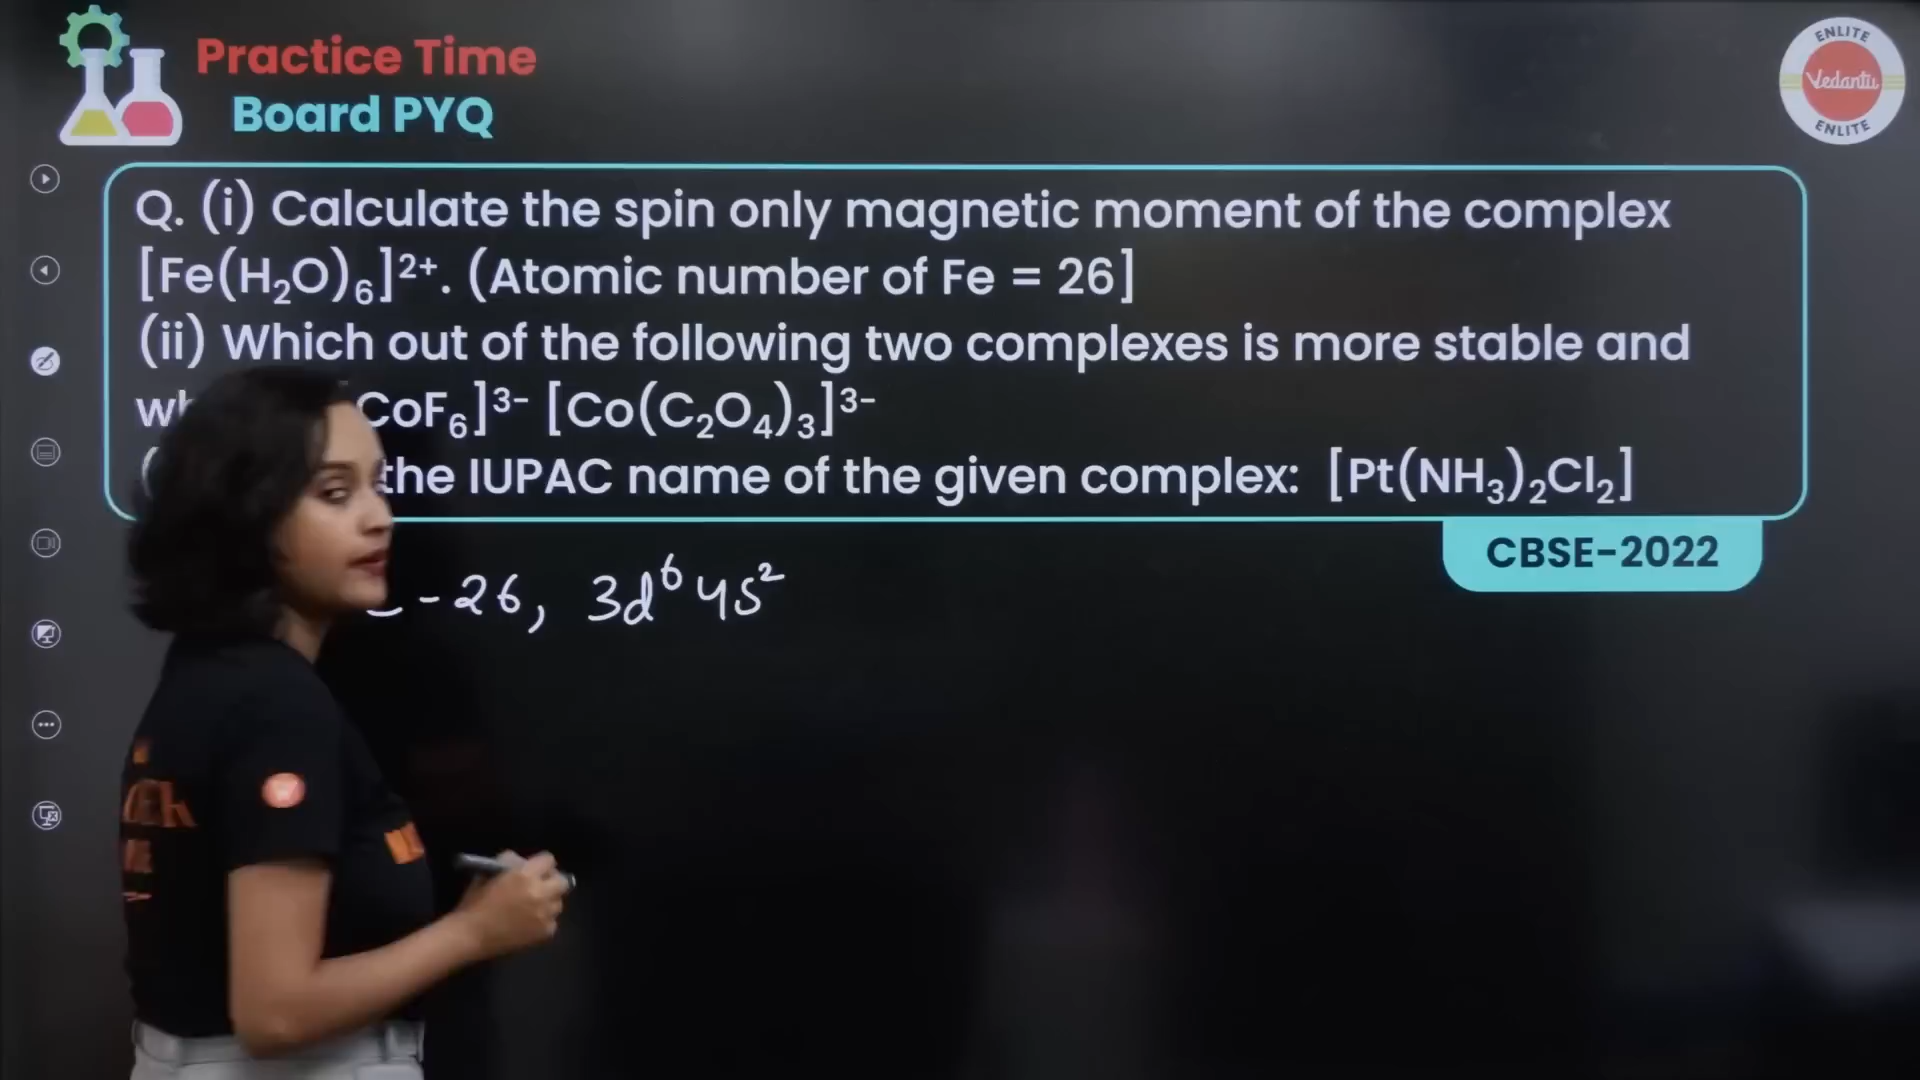 Practice Time
Board PYQ
ENLITE
Vedantu
ENLITE
Q. (i) Calculate the spin only magnetic moment of the complex
[Fe(H₂O)₆]²⁺. (Atomic number of Fe = 26]
(ii) Which out of the following two complexes is more stable and
CoF₆]³⁻ [Co(C₂O₄)₃]³⁻
the IUPAC name of the given complex: [Pt(NH₃)₂Cl₂]
CBSE-2022
-26, 3d⁶ 4s²